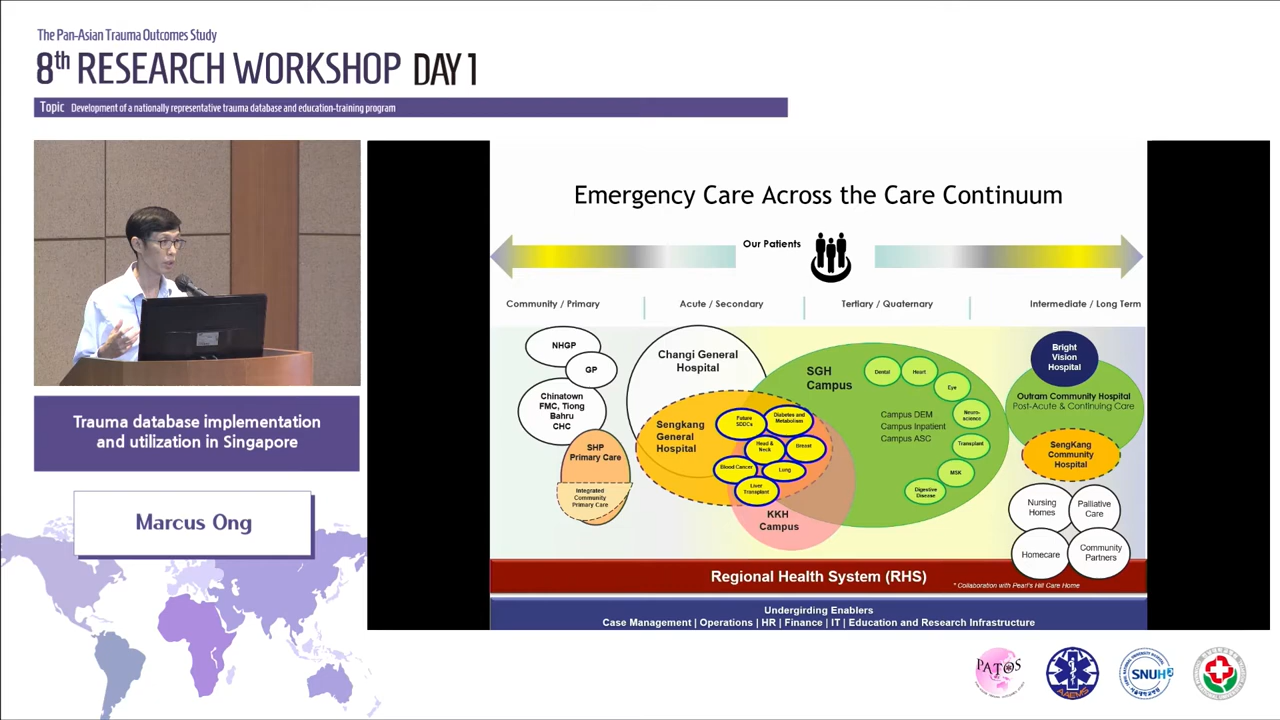 The Pan-Asian Trauma Outcomes Study
8th RESEARCH WORKSHOP DAY 1
Topic Development of a nationally representative trauma database and education-training program
Trauma database implementation
and utilization in Singapore
Marcus Ong
Emergency Care Across the Care Continuum
Our Patients
Community / Primary
Acute / Secondary
Tertiary / Quaternary
Intermediate / Long Term
NHGP
GP
Chinatown
FMC, Tiong
Bahru
CHC
SHP
Primary Care
Integrated
Community
Primary Care
Changi General
Hospital
Sengkang
General
Hospital
Future
SDDCs
Diabetes and
Metabolism
Head &
Neck
Breast
Blood Cancer
Lung
Liver
Transplant
KKH
Campus
SGH
Campus
Dental
Heart
Eye
Neuro-
science
Transplant
MSK
Digestive
Disease
Campus DEM
Campus Inpatient
Campus ASC
Bright
Vision
Hospital
Outram Community Hospital
Post-Acute & Continuing Care
SengKang
Community
Hospital
Nursing
Homes
Palliative
Care
Homecare
Community
Partners
Regional Health System (RHS)
* Collaboration with Pearl's Hill Care Home
Undergirding Enablers
Case Management | Operations | HR | Finance | IT | Education and Research Infrastructure
PATOS
AAEMS
SNUH